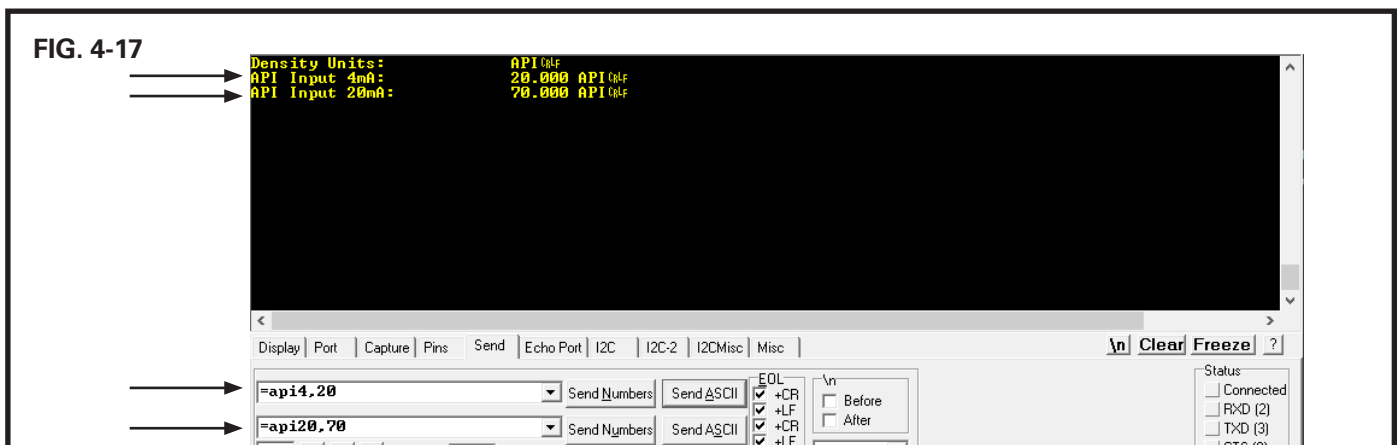 FIG. 4-17
Density Units: API CRLF
API Input 4mA: 20.000 API CRLF
API Input 20mA: 70.000 API CRLF
Display Port Capture Pins Send Echo Port I2C I2C-2 I2CMisc Misc \n Clear Freeze ?
=api4,20 Send Numbers Send ASCII
=api20,70 Send Numbers Send ASCII
EOL
+CR
+LF
+CR
+LF
\n
Before
After
Status
Connected
RXD (2)
TXD (3)